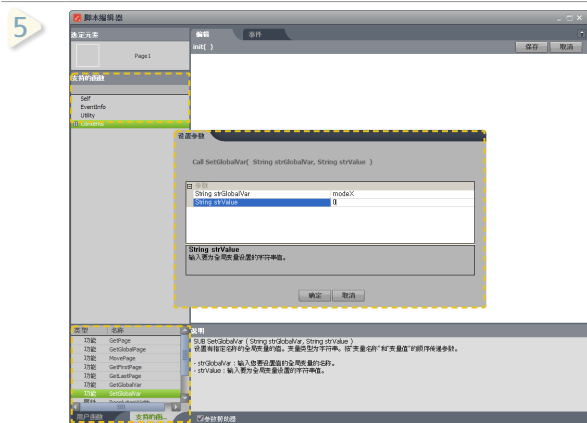 5
脚本编辑器
选定元素
编辑
事件
init( )
保存
取消
Page1
支持的函数
Self
EventInfo
Utility
Contents
设置参数
Call SetGlobalVar( String strGlobalVar, String strValue )
参数
String strGlobalVar
modeX
String strValue
0
String strValue
输入要为全局变量设置的字符串值。
确定
取消
类型
名称
功能 GetPage
功能 GetGlobalPage
功能 MovePage
功能 GetFirstPage
功能 GetLastPage
功能 GetGlobalVar
功能 SetGlobalVar
说明
SUB SetGlobalVar ( String strGlobalVar, String strValue )
设置有指定名称的全局变量的值。变量类型为字符串。按"变量名称"和"变量值"的顺序传递参数。
- strGlobalVar : 输入您要设置值的全局变量的名称。
- strValue : 输入要为全局变量设置的字符串值。
用户函数
支持的函...
参数帮助器